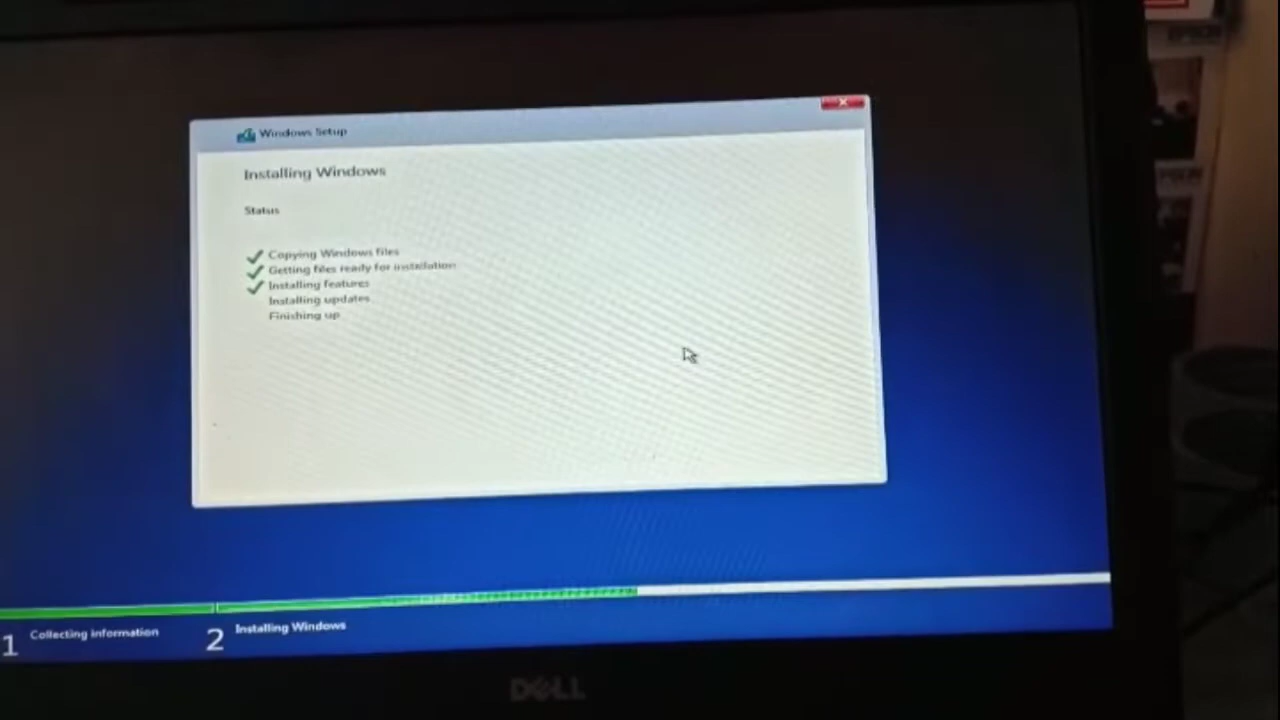 EPSON
Windows Setup
Installing Windows
Status
Copying Windows files
Getting files ready for installation
Installing features
Installing updates
Finishing up
1 Collecting information
2 Installing Windows
DELL